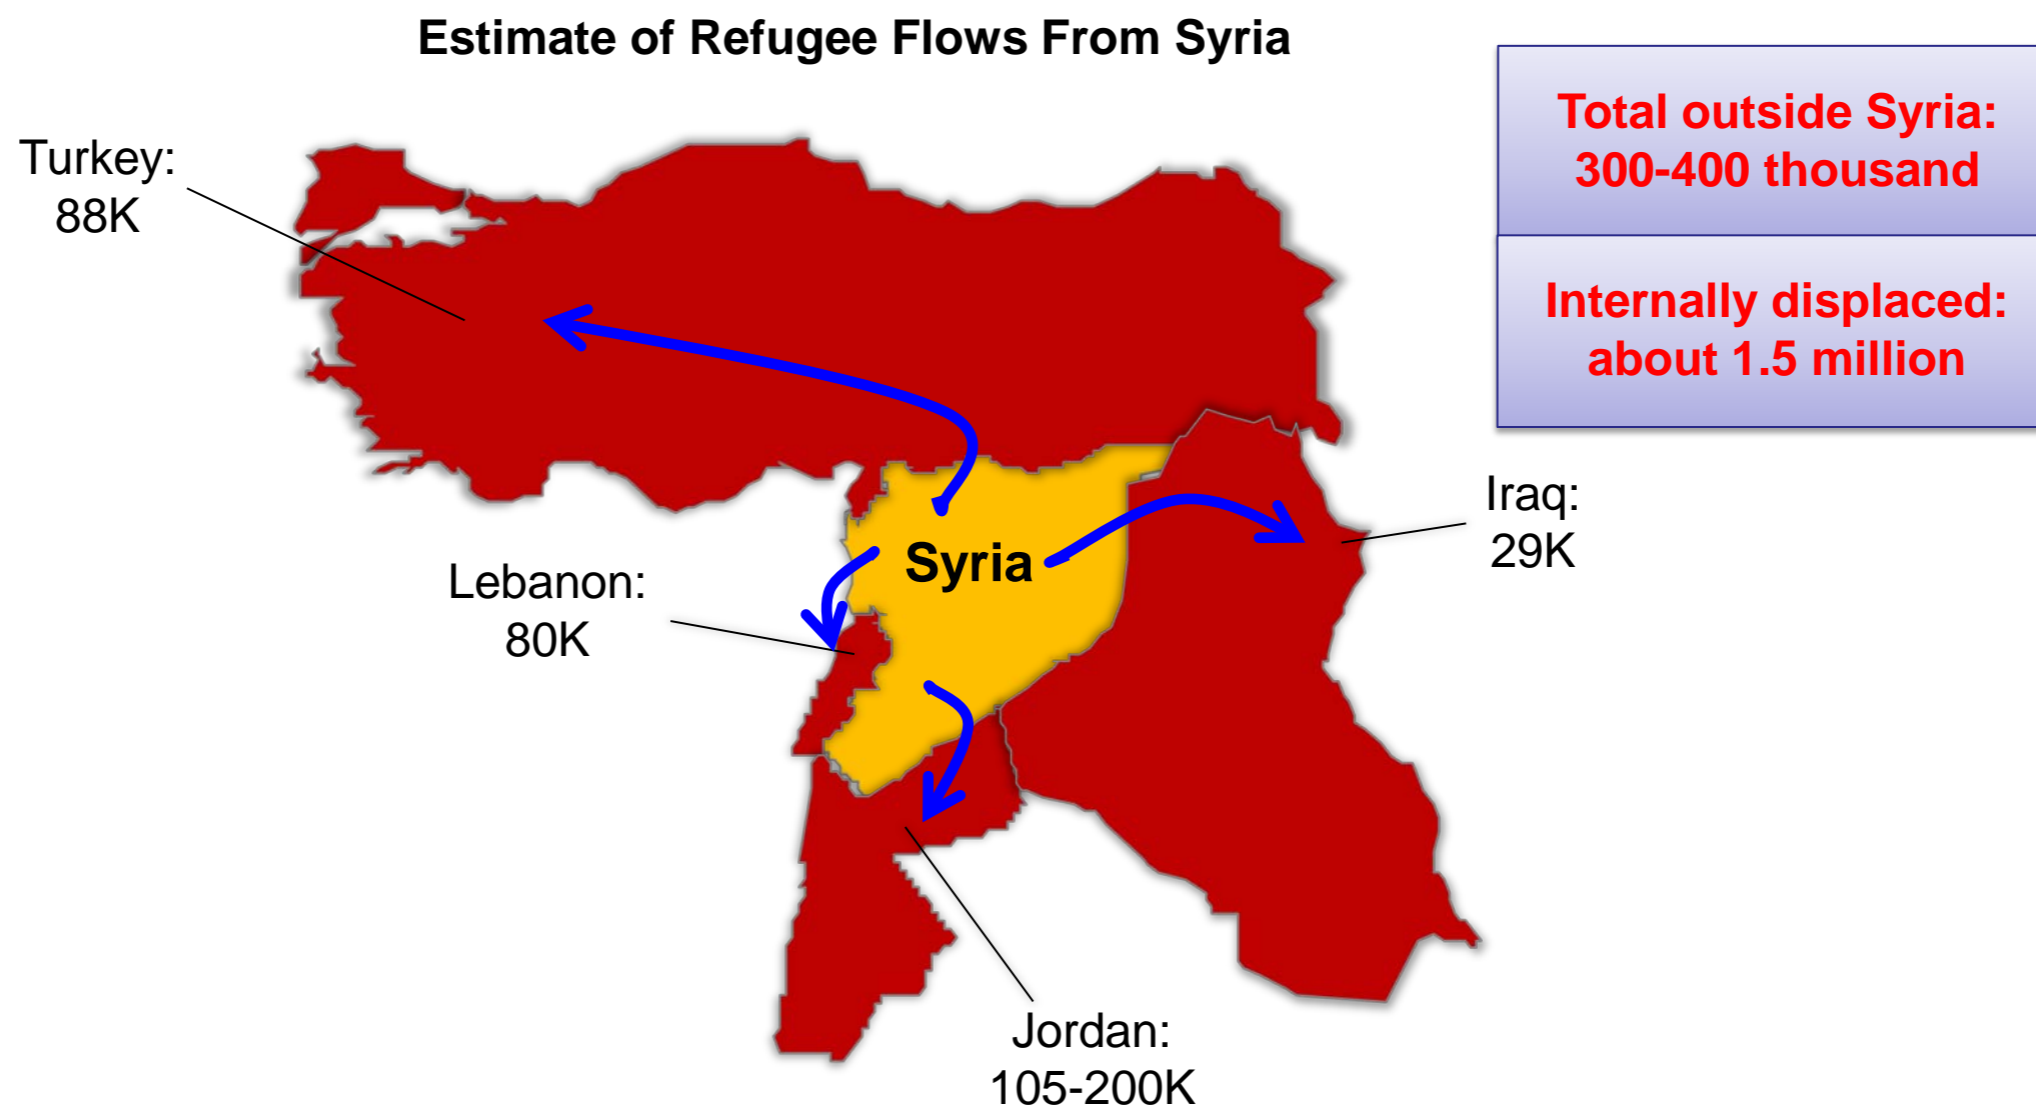 Estimate of Refugee Flows From Syria
Total outside Syria:
300-400 thousand
Internally displaced:
about 1.5 million
Turkey:
88K
Iraq:
29K
Syria
Lebanon:
80K
Jordan:
105-200K